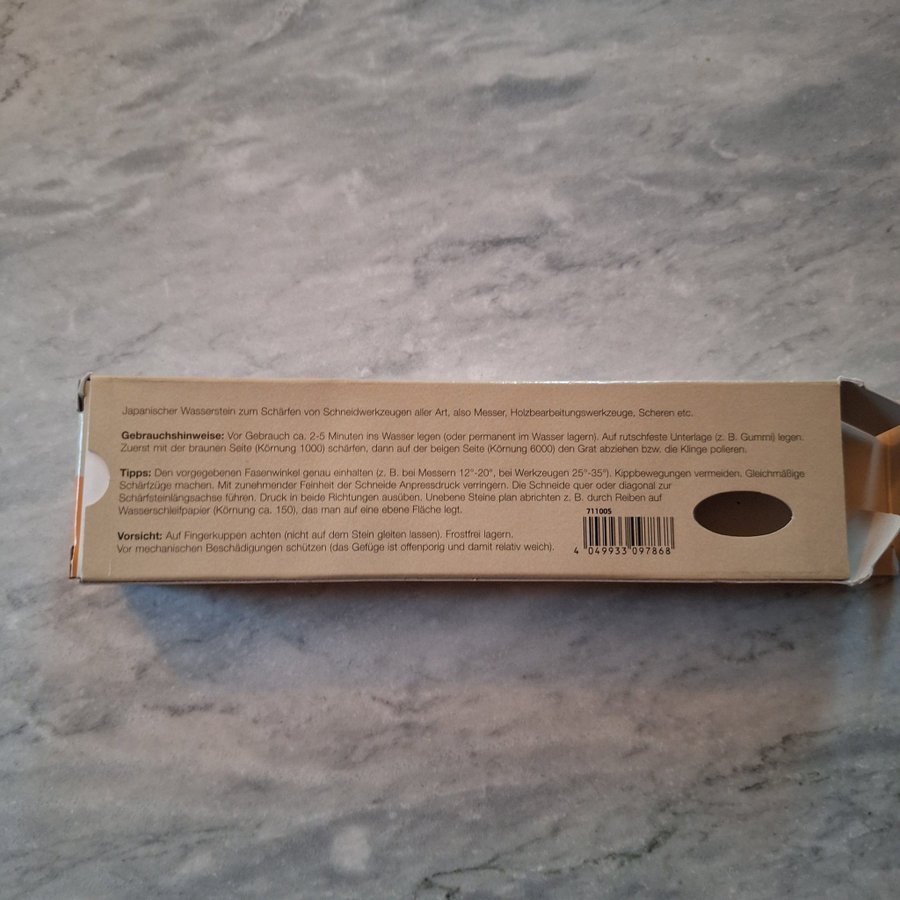 Japanischer Wasserstein zum Schärfen von Schneidwerkzeugen aller Art, also Messer, Holzbearbeitungswerkzeuge, Scheren etc.
Gebrauchshinweise: Vor Gebrauch ca. 2-5 Minuten ins Wasser legen (oder permanent im Wasser lagern). Auf rutschfeste Unterlage (z. B. Gummi) legen.
Zuerst mit der braunen Seite (Körnung 1000) schärfen, dann auf der beigen Seite (Körnung 6000) den Grat abziehen bzw. die Klinge polieren.
Tipps: Den vorgegebenen Fasenwinkel genau einhalten (z. B. bei Messern 12°-20°, bei Werkzeugen 25°-35°). Kippbewegungen vermeiden. Gleichmäßige
Schärfzüge machen. Mit zunehmender Feinheit der Schneide Anpressdruck verringern. Die Schneide quer oder diagonal zur
Schärfsteinlängsachse führen. Druck in beide Richtungen ausüben. Unebene Steine plan abrichten z. B. durch Reiben auf
Wasserschleifpapier (Körnung ca. 150), das man auf eine ebene Fläche legt.
711005
Vorsicht: Auf Fingerkuppen achten (nicht auf dem Stein gleiten lassen). Frostfrei lagern.
Vor mechanischen Beschädigungen schützen (das Gefüge ist offenporig und damit relativ weich).
4 049933 097868